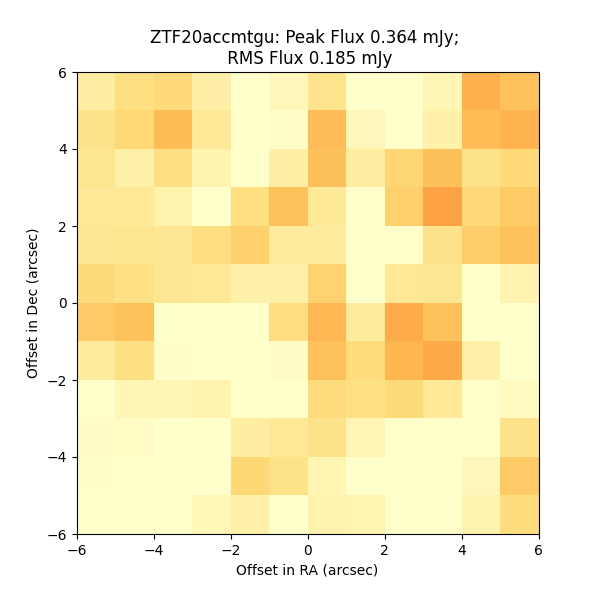 ZTF20accmtgu: Peak Flux 0.364 mJy;
RMS Flux 0.185 mJy
6
4
2
0
−2
−4
−6
Offset in Dec (arcsec)
−6 −4 −2 0 2 4 6
Offset in RA (arcsec)